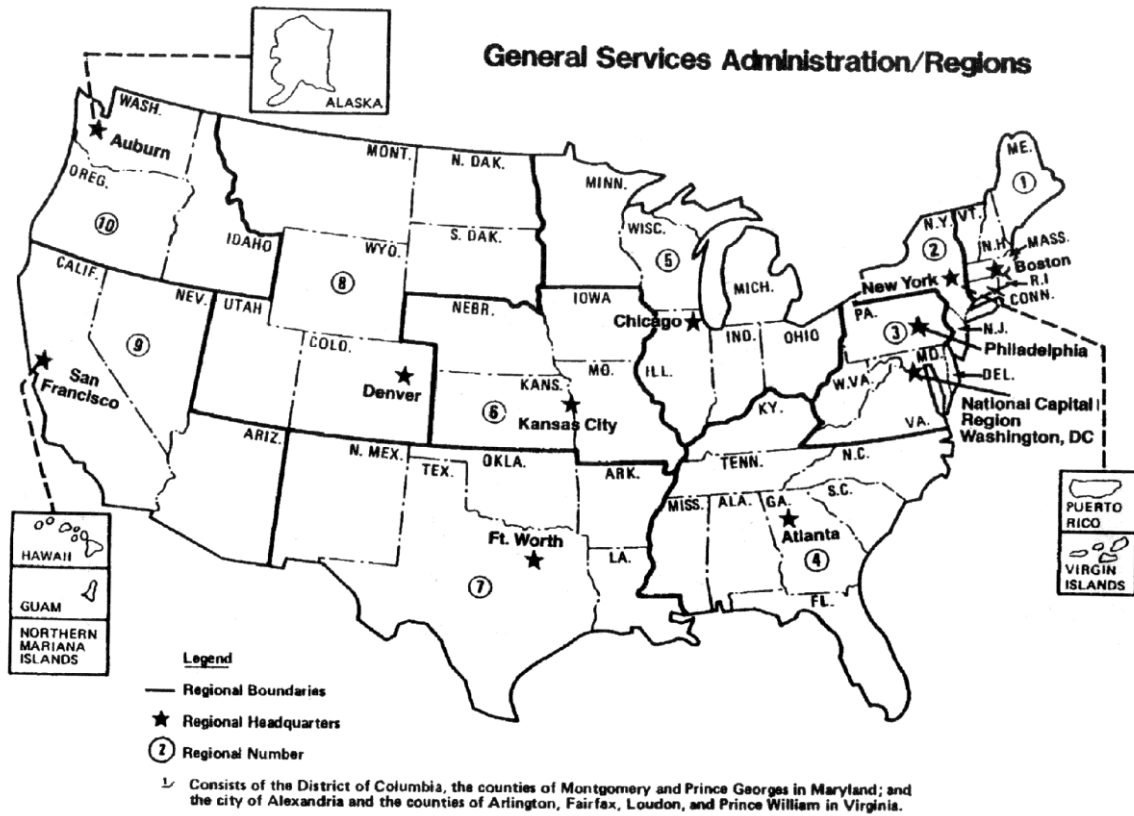 General Services Administration/Regions
ALASKA
WASH.
Auburn
OREG.
10
IDAHO
MONT.
WYO.
8
N. DAK.
S. DAK.
MINN.
WISC.
5
MICH.
IOWA
NEBR.
Chicago
ILL.
IND.
OHIO
ME.
1
N.Y.
VT.
2
N.H.
MASS.
New York
Boston
R.I
CONN.
PA.
3
N.J.
Philadelphia
MD.
DEL.
W.VA
VA.
National Capital
Region
Washington, DC
CALIF.
NEV.
UTAH
9
San
Francisco
COLO.
Denver
KANS.
6
Kansas City
MO.
KY.
ARIZ.
N. MEX.
TEX.
OKLA.
ARK.
Ft. Worth
7
LA.
TENN.
N.C.
S.C.
MISS.
ALA.
GA.
Atlanta
4
FL.
HAWAII
GUAM
NORTHERN
MARIANA
ISLANDS
PUERTO
RICO
VIRGIN
ISLANDS
Legend
Regional Boundaries
Regional Headquarters
2 Regional Number
1/ Consists of the District of Columbia, the counties of Montgomery and Prince Georges in Maryland; and
the city of Alexandria and the counties of Arlington, Fairfax, Loudon, and Prince William in Virginia.